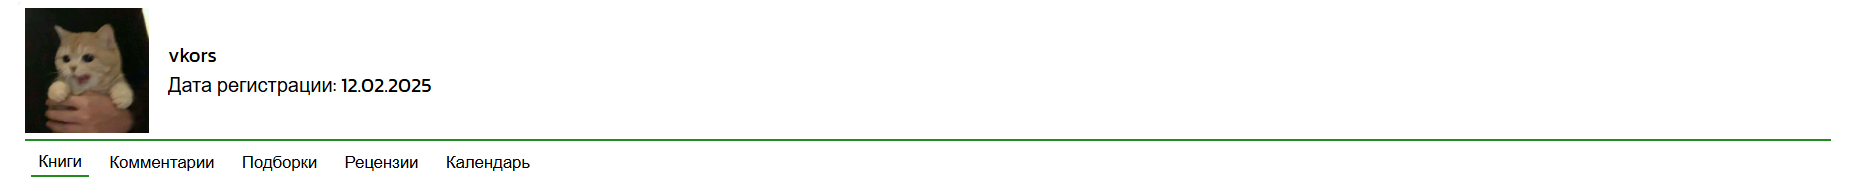 vkors
Дата регистрации: 12.02.2025
Книги Комментарии Подборки Рецензии Календарь